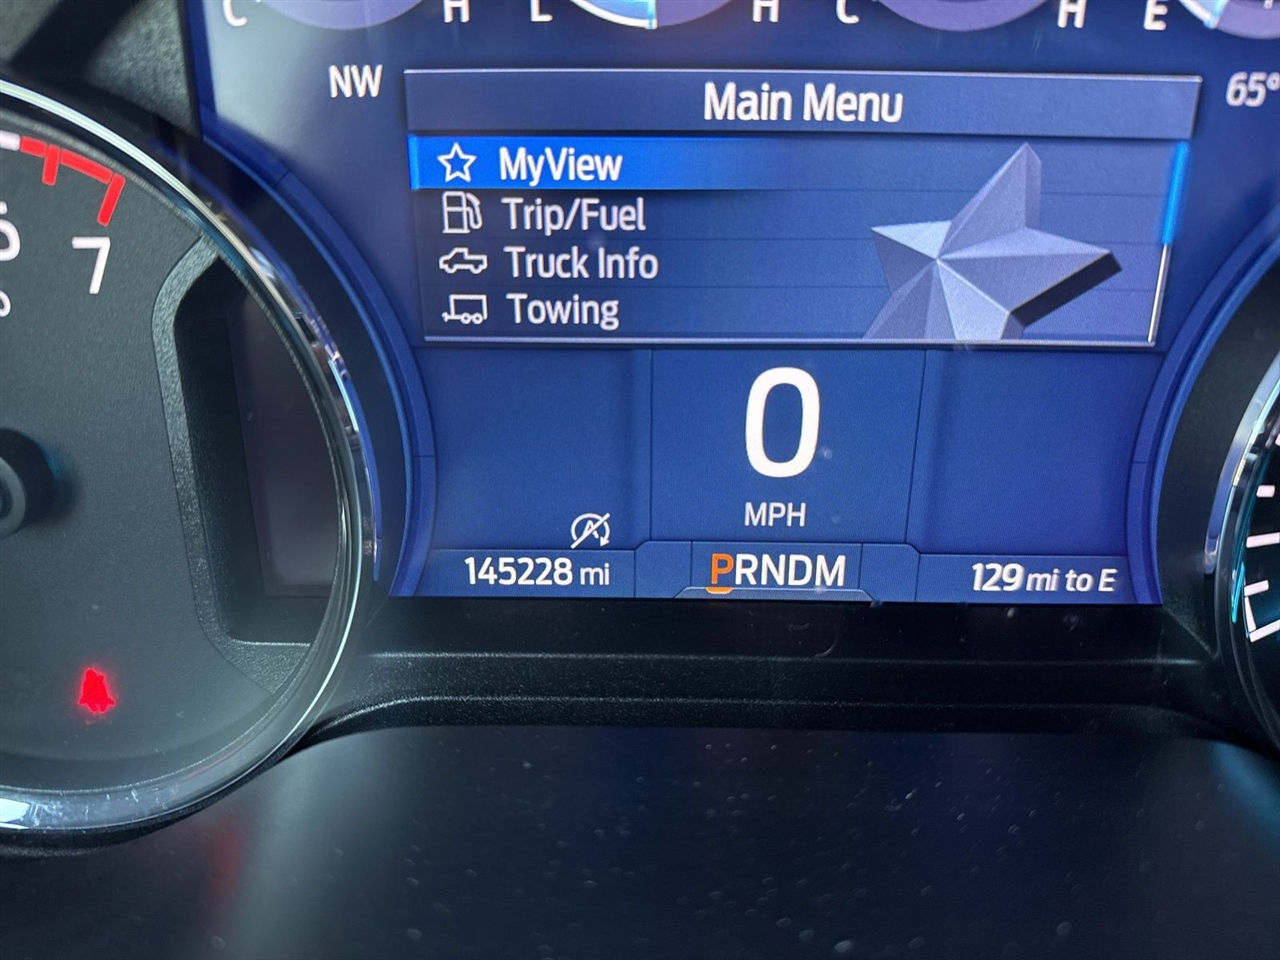 C H L H C H E
NW
Main Menu
65°
MyView
Trip/Fuel
Truck Info
Towing
7
0
MPH
145228 mi
PRNDM
129 mi to E